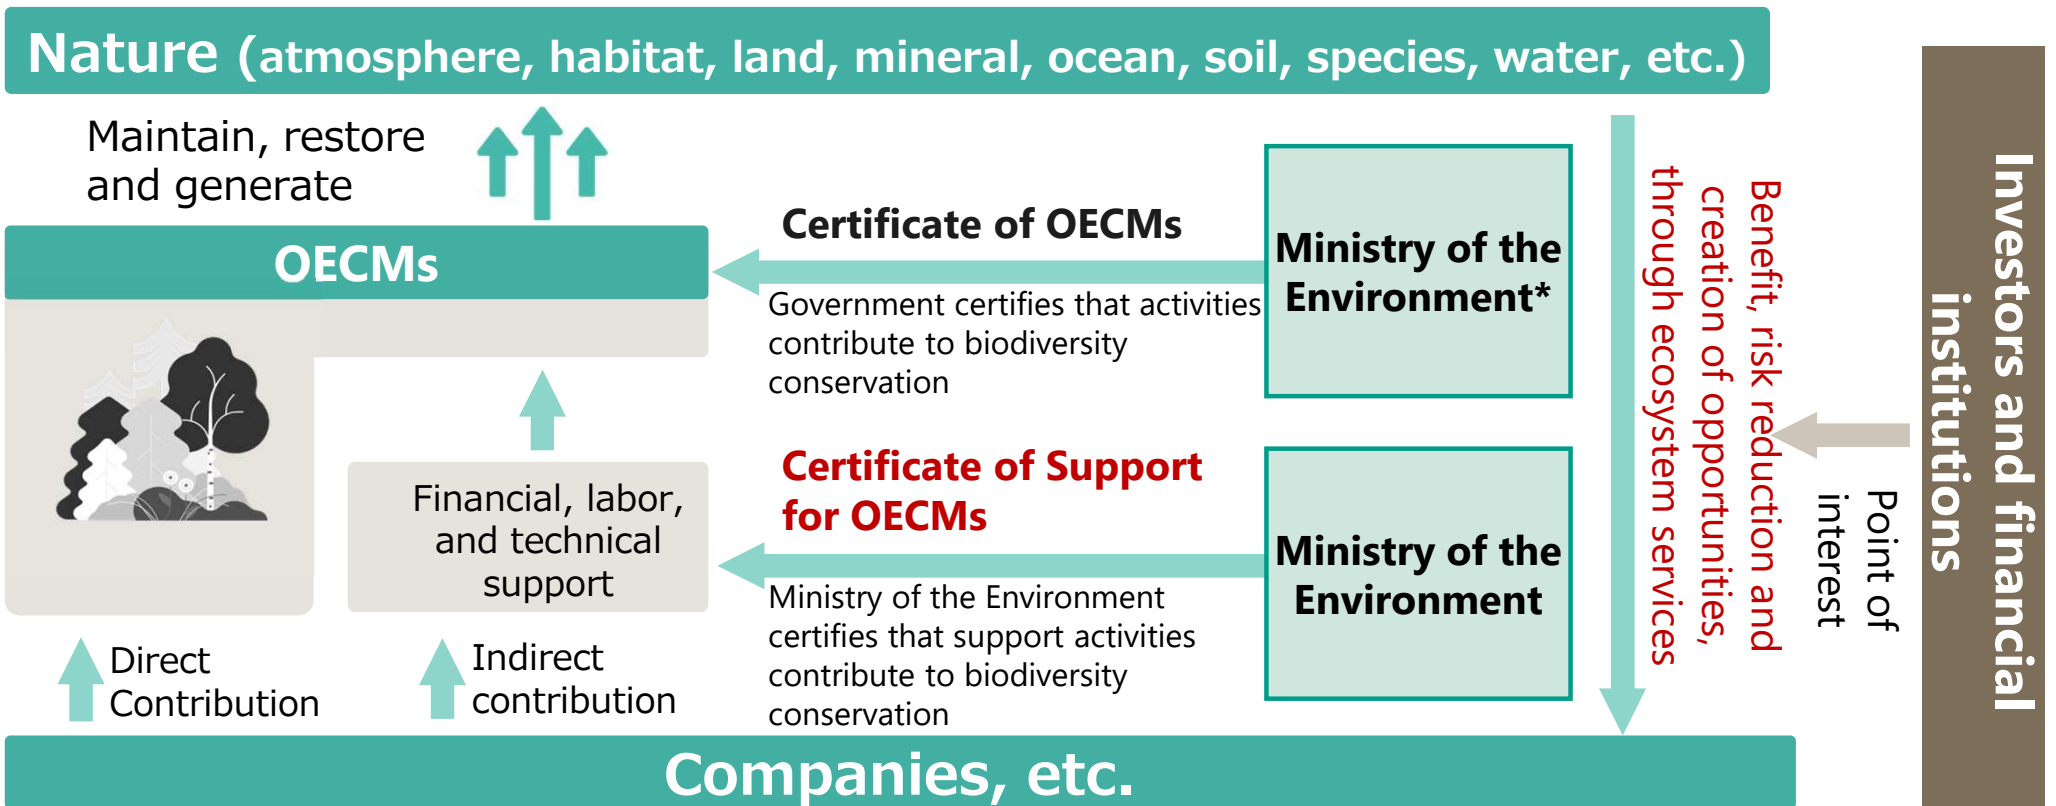 Nature (atmosphere, habitat, land, mineral, ocean, soil, species, water, etc.)
Maintain, restore
and generate
OECMs
Certificate of OECMs
Government certifies that activities
contribute to biodiversity
conservation
Ministry of the
Environment*
Financial, labor,
and technical
support
Certificate of Support
for OECMs
Ministry of the Environment
certifies that support activities
contribute to biodiversity
conservation
Ministry of the
Environment
Direct
Contribution
Indirect
contribution
Benefit, risk reduction and
creation of opportunities,
through ecosystem services
Point of
interest
Investors and financial
institutions
Companies, etc.